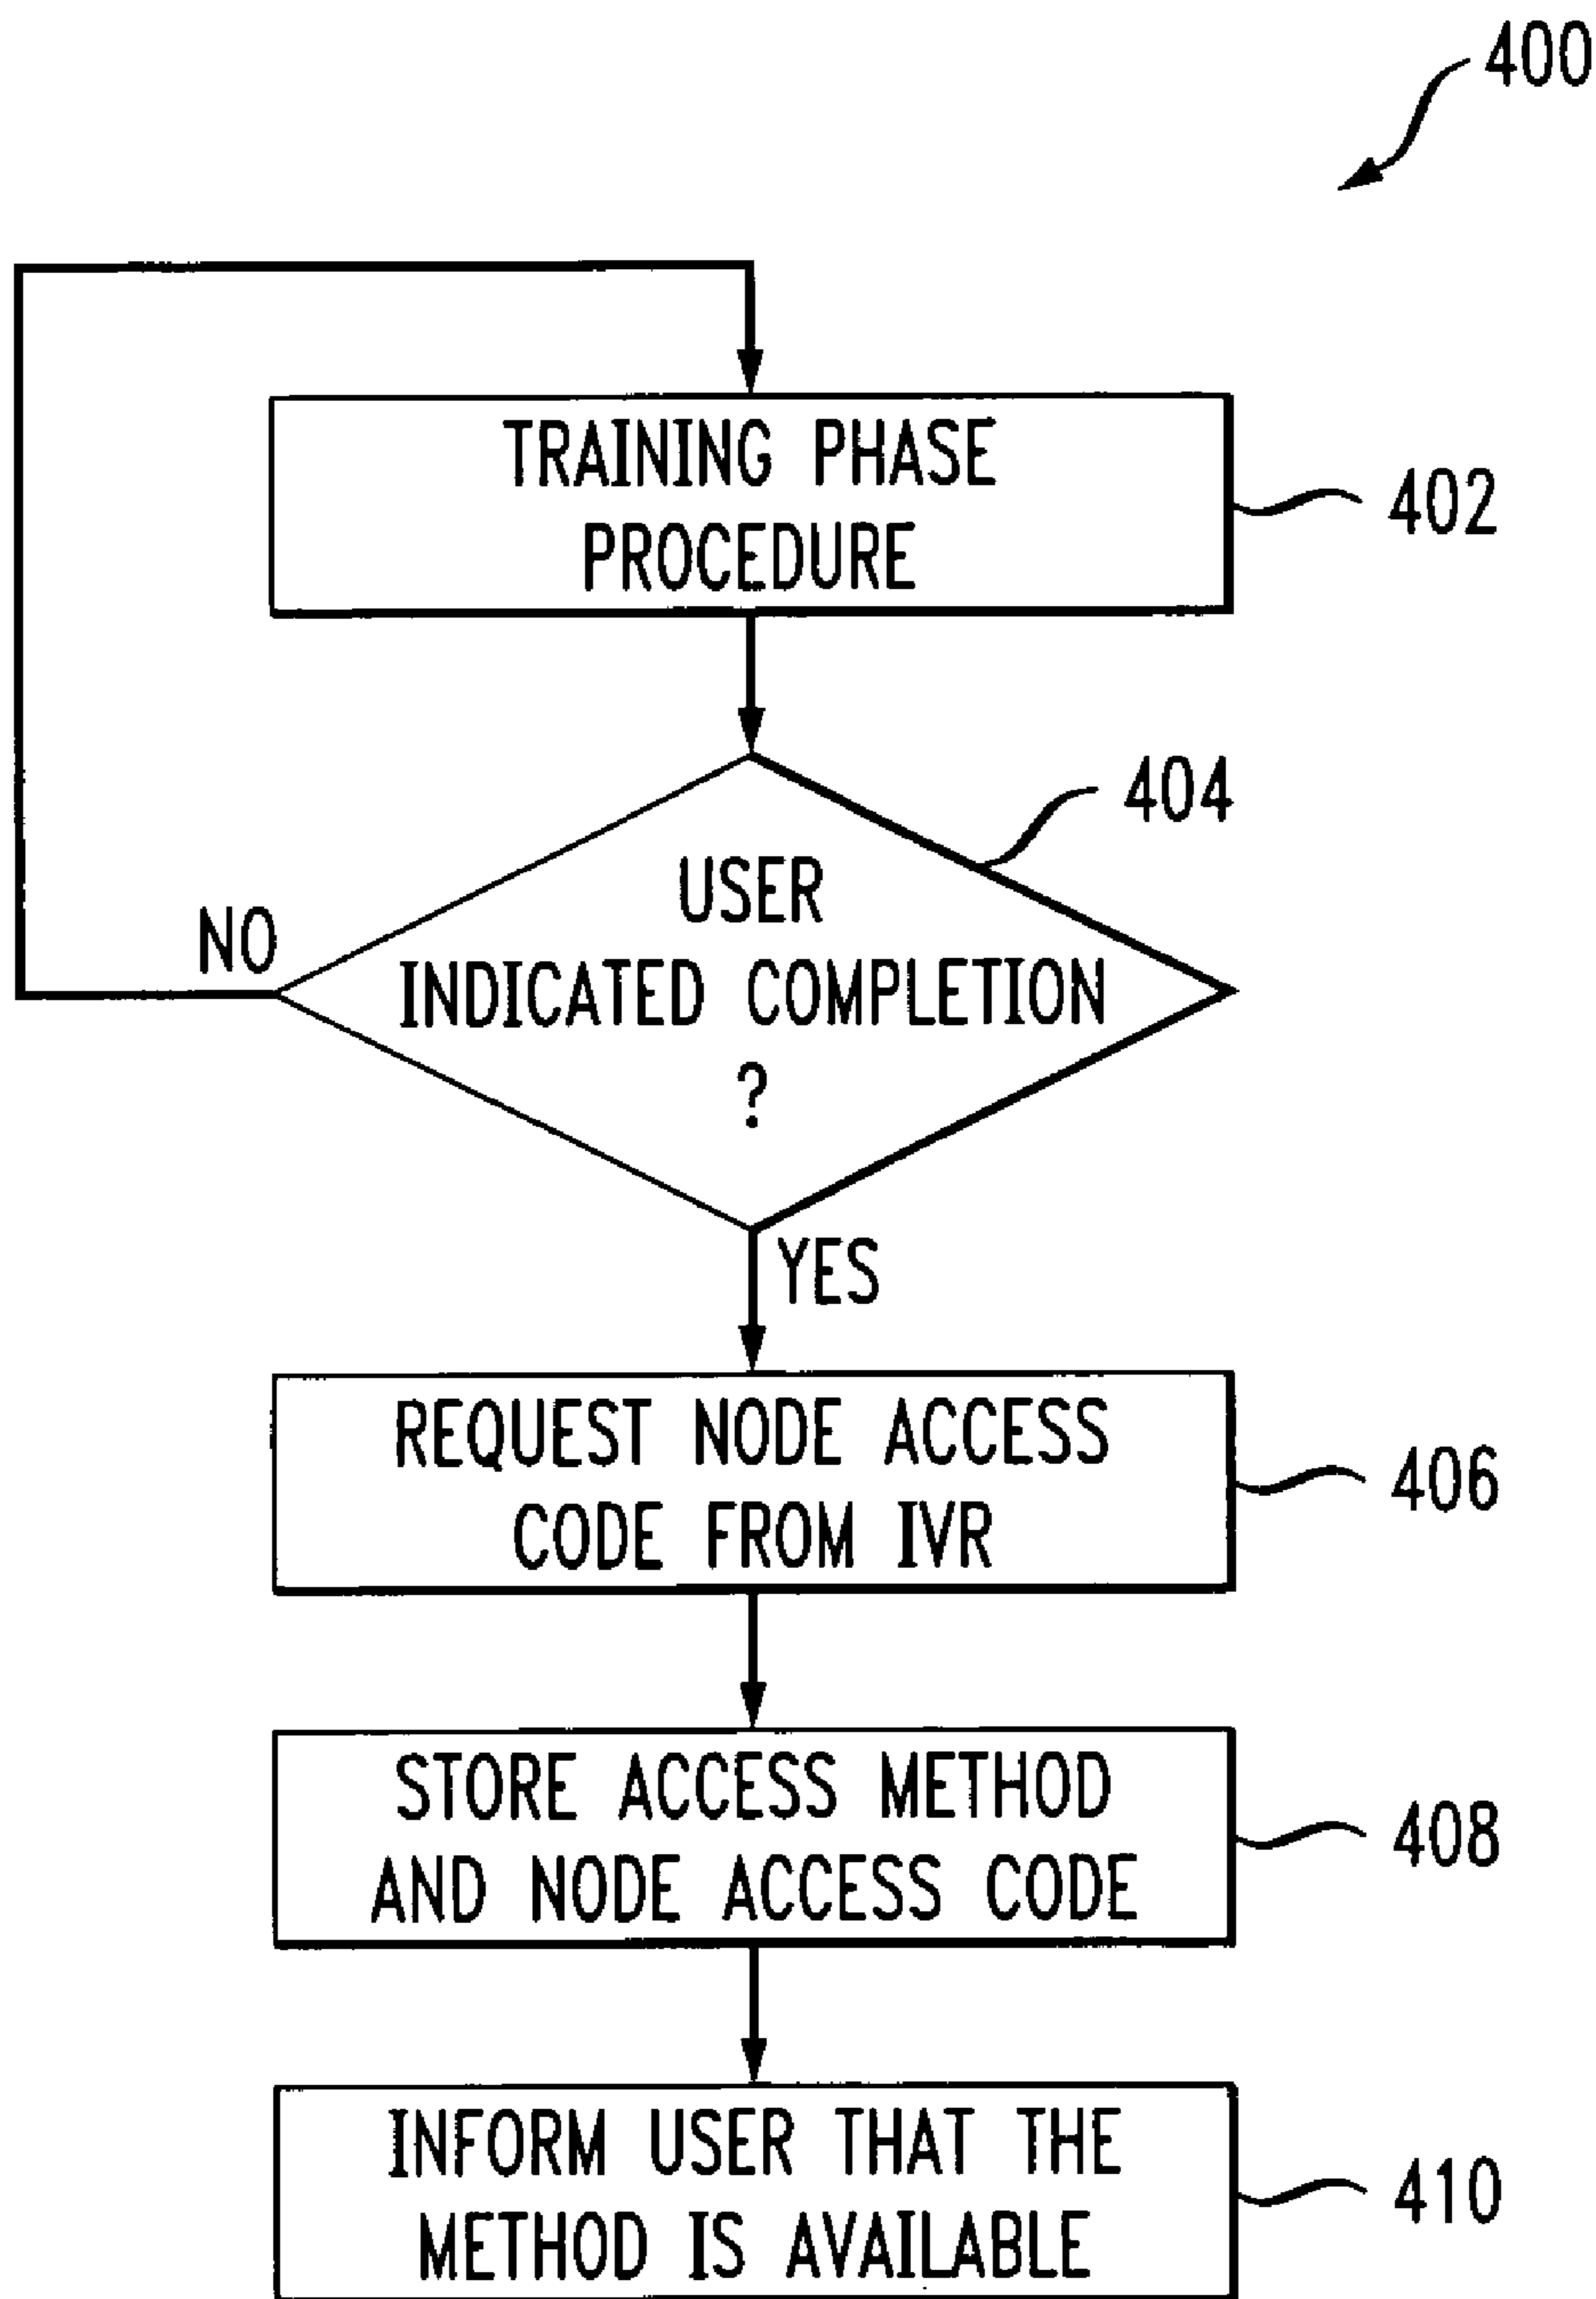 400
TRAINING PHASE
PROCEDURE
402
404
USER
INDICATED COMPLETION
?
NO
YES
REQUEST NODE ACCESS
CODE FROM IVR
406
STORE ACCESS METHOD
AND NODE ACCESS CODE
408
INFORM USER THAT THE
METHOD IS AVAILABLE
410